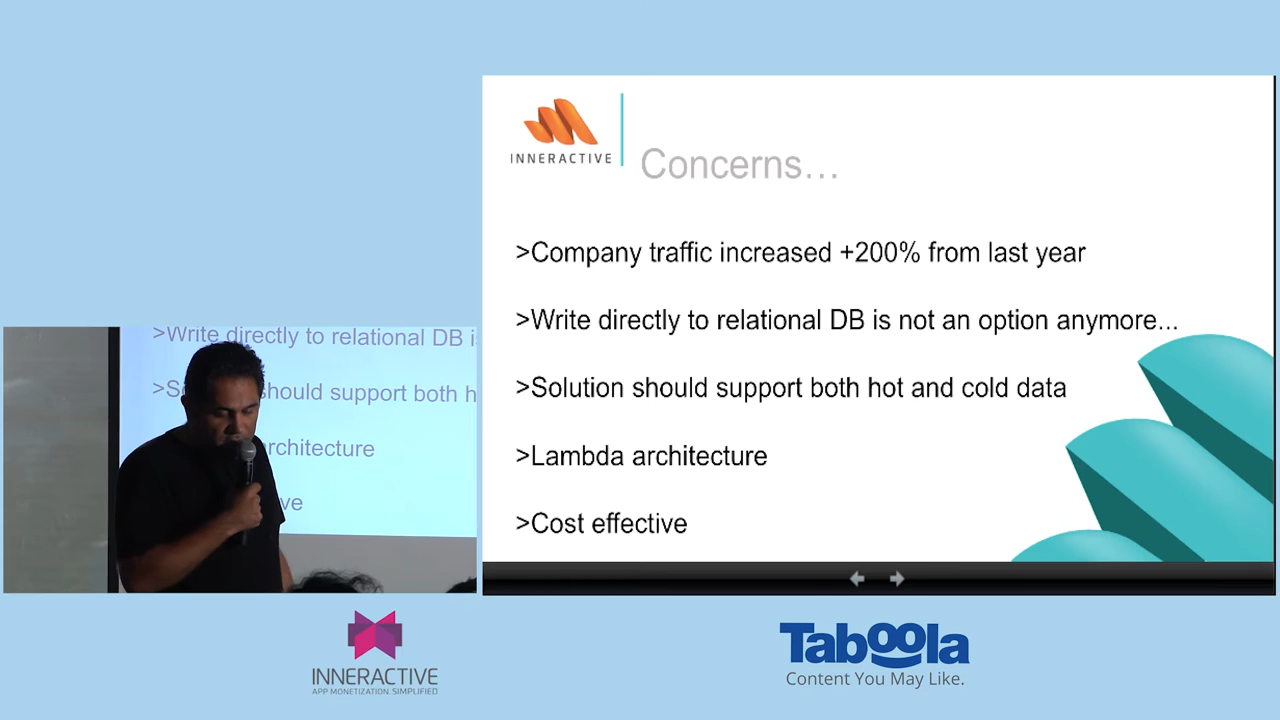 INNERACTIVE
Concerns...
>Company traffic increased +200% from last year
>Write directly to relational DB is not an option anymore...
>Solution should support both hot and cold data
>Lambda architecture
>Cost effective
>Write directly to relational DB i
>S
should support both h
rchitecture
ve
INNERACTIVE
APP MONETIZATION. SIMPLIFIED
Taboola
Content You May Like.